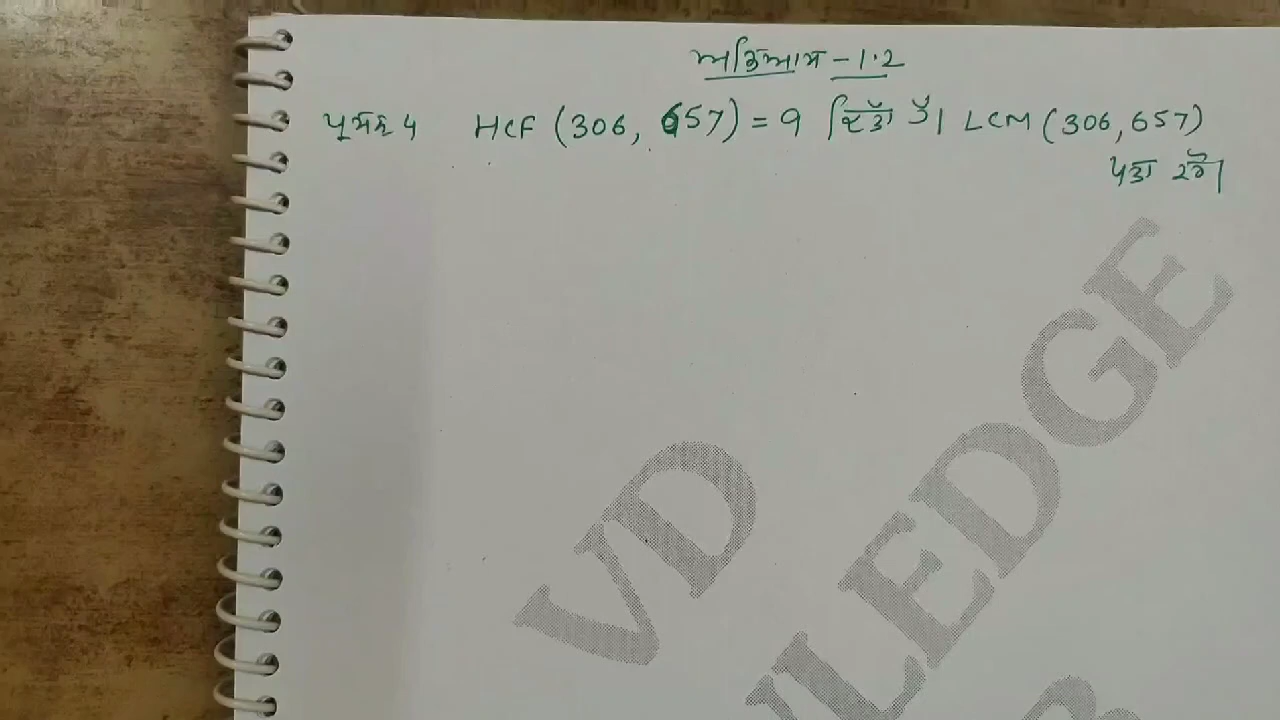 ਅਭਿਆਸ - 1.2
ਪ੍ਰਸ਼ਨ 4 HCF (306, 657) = 9 ਦਿੱਤਾ ਹੈ। LCM (306, 657)
ਪਤਾ ਕਰੋ।
VD
LEDGE